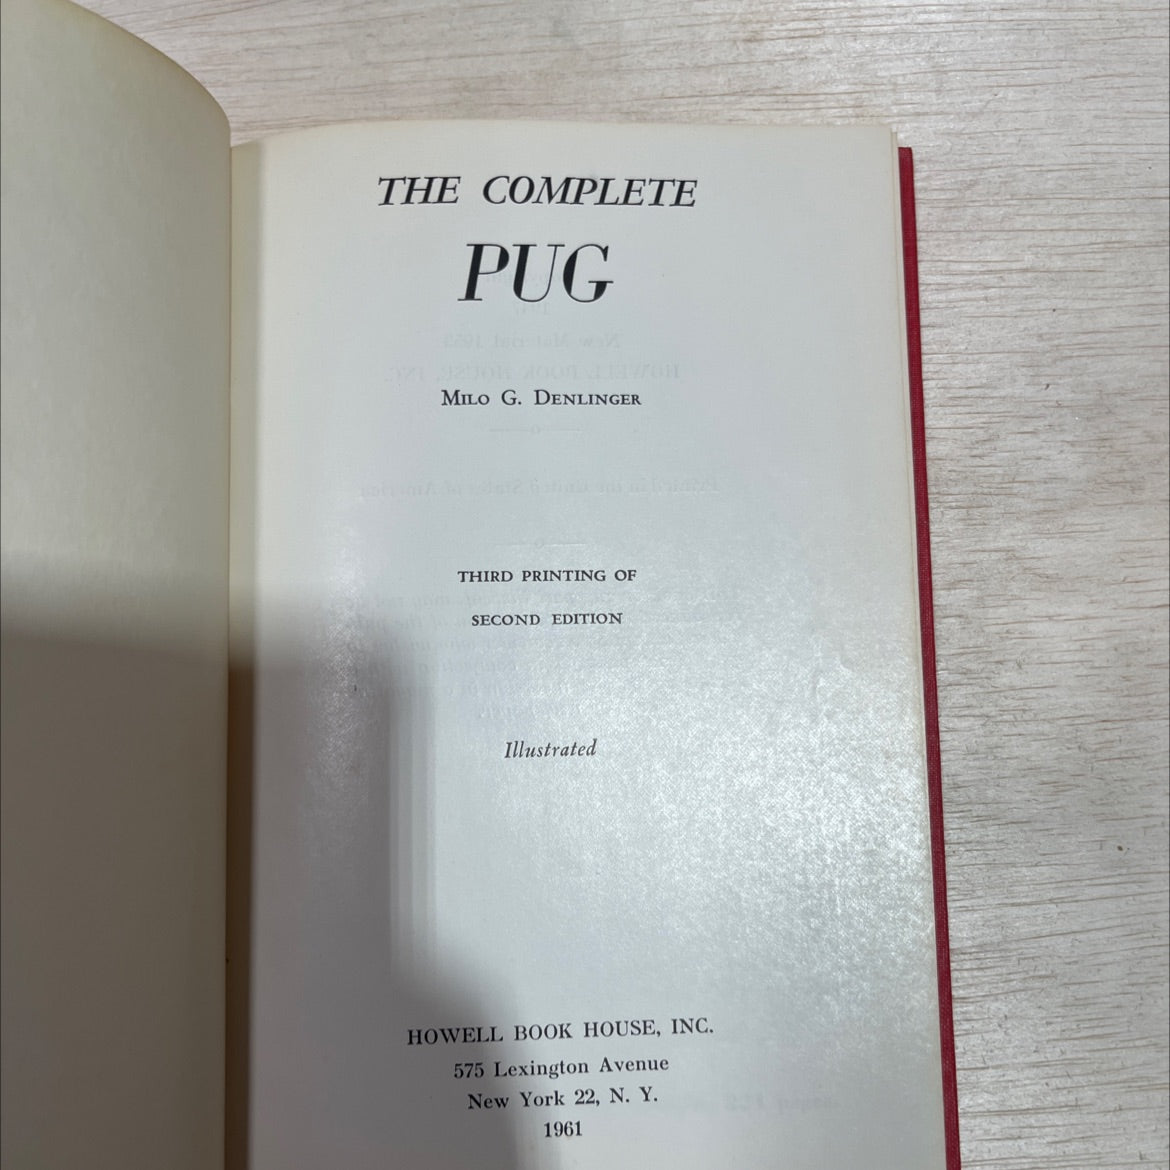 THE COMPLETE
PUG
MILO G. DENLINGER
THIRD PRINTING OF
SECOND EDITION
Illustrated
HOWELL BOOK HOUSE, INC.
575 Lexington Avenue
New York 22, N. Y.
1961